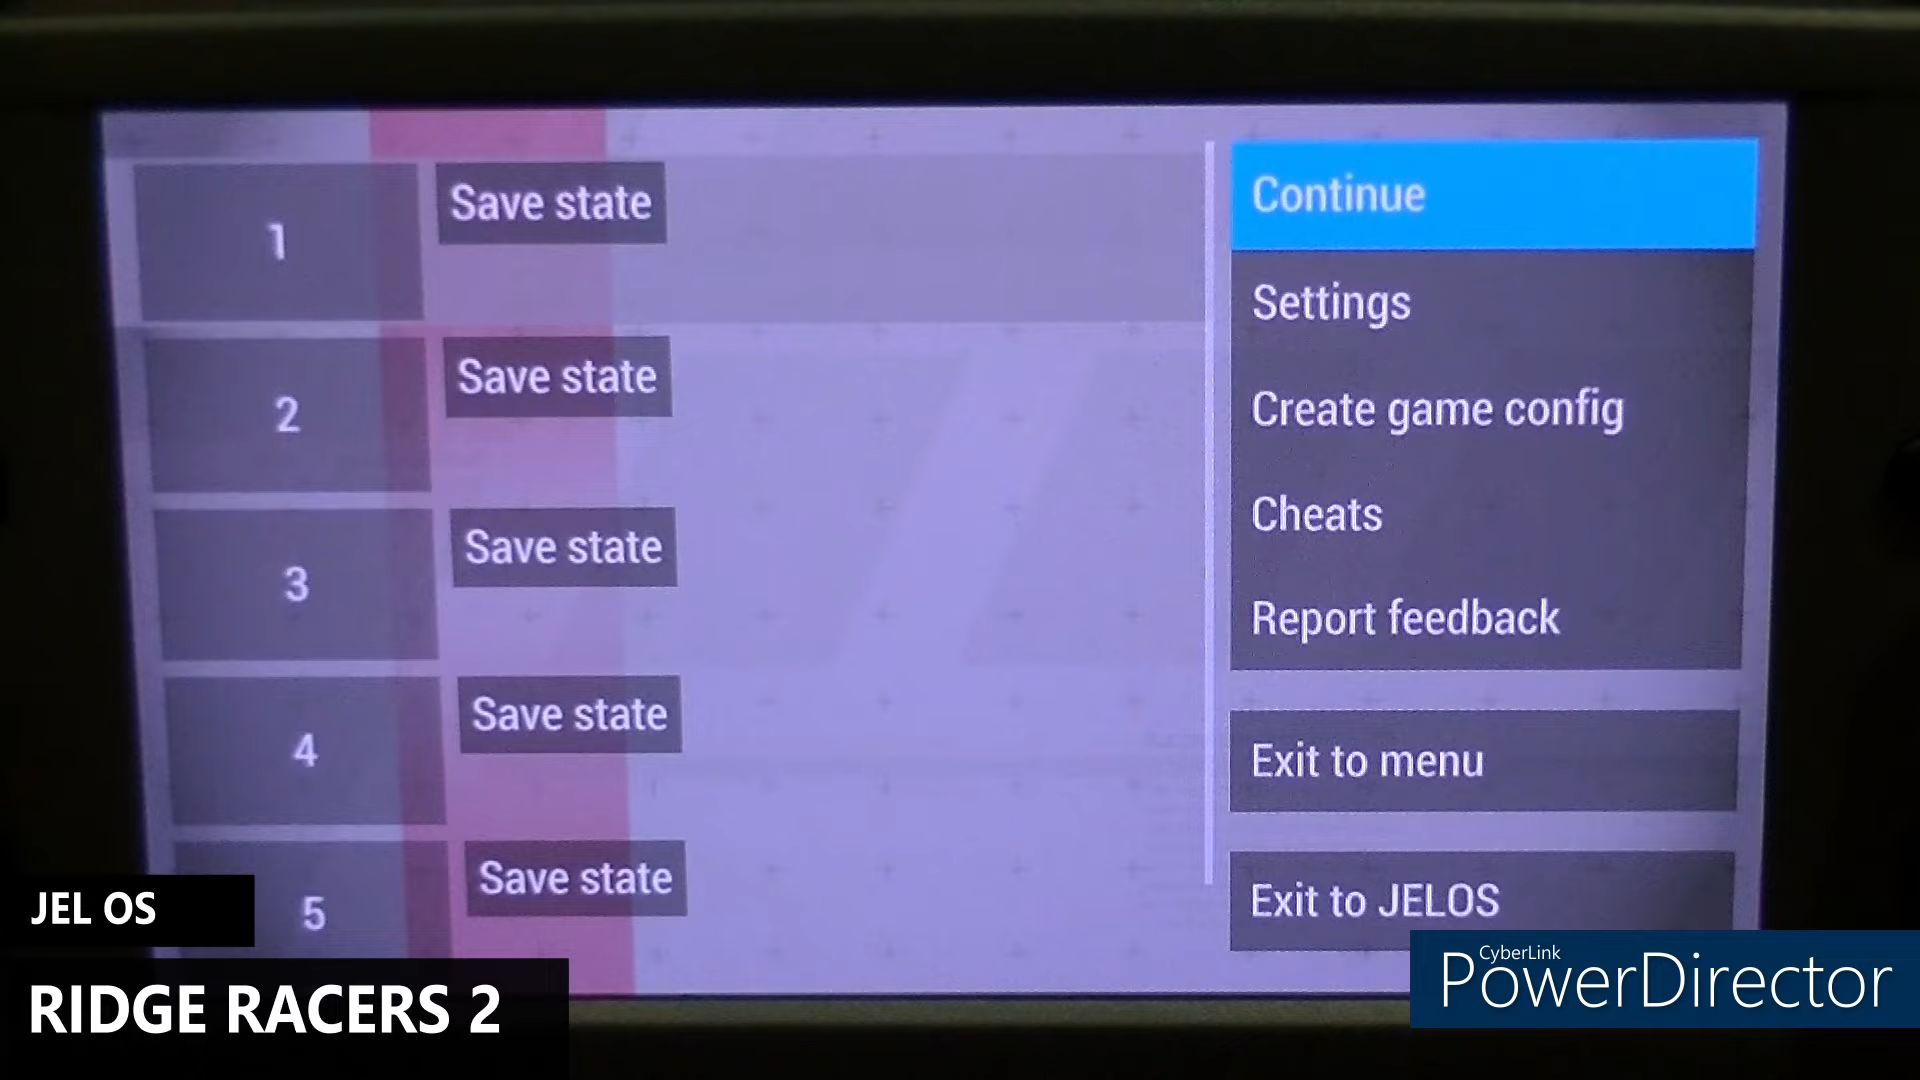 1
Save state
2
Save state
3
Save state
4
Save state
5
Save state
Continue
Settings
Create game config
Cheats
Report feedback
Exit to menu
Exit to JELOS
JEL OS
RIDGE RACERS 2
CyberLink
PowerDirector